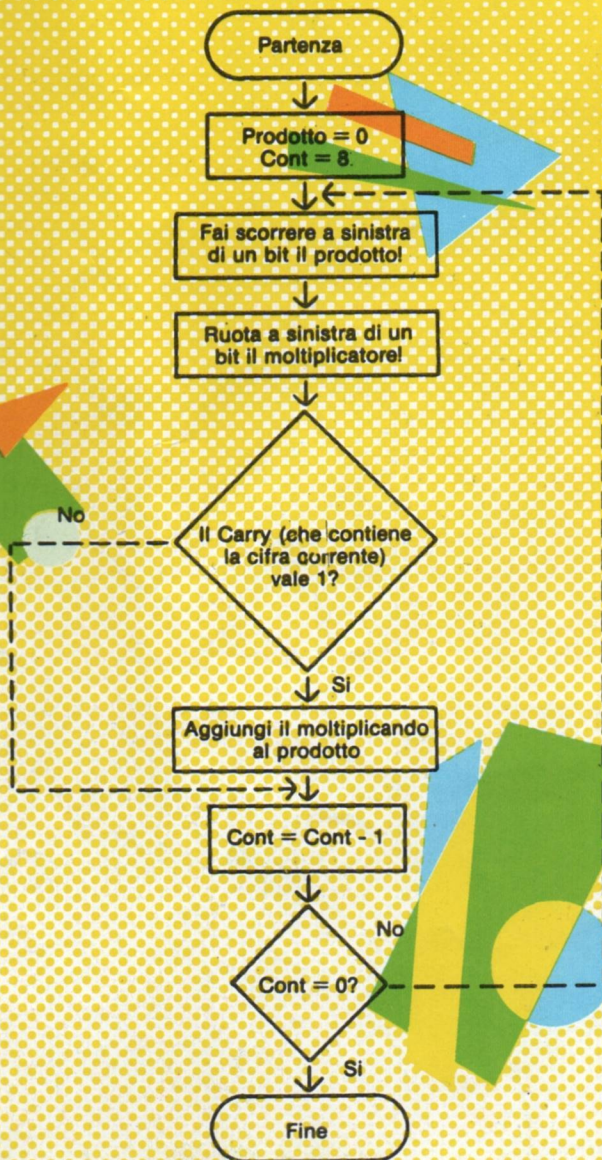 Partenza
Prodotto = 0
Cont = 8.
Fai scorrere a sinistra
di un bit il prodotto!
Ruota a sinistra di un
bit il moltiplicatore!
No
Il Carry (che contiene
la cifra corrente)
vale 1?
Si
Aggiungi il moltiplicando
al prodotto
Cont = Cont - 1
No
Cont = 0?
Si
Fine